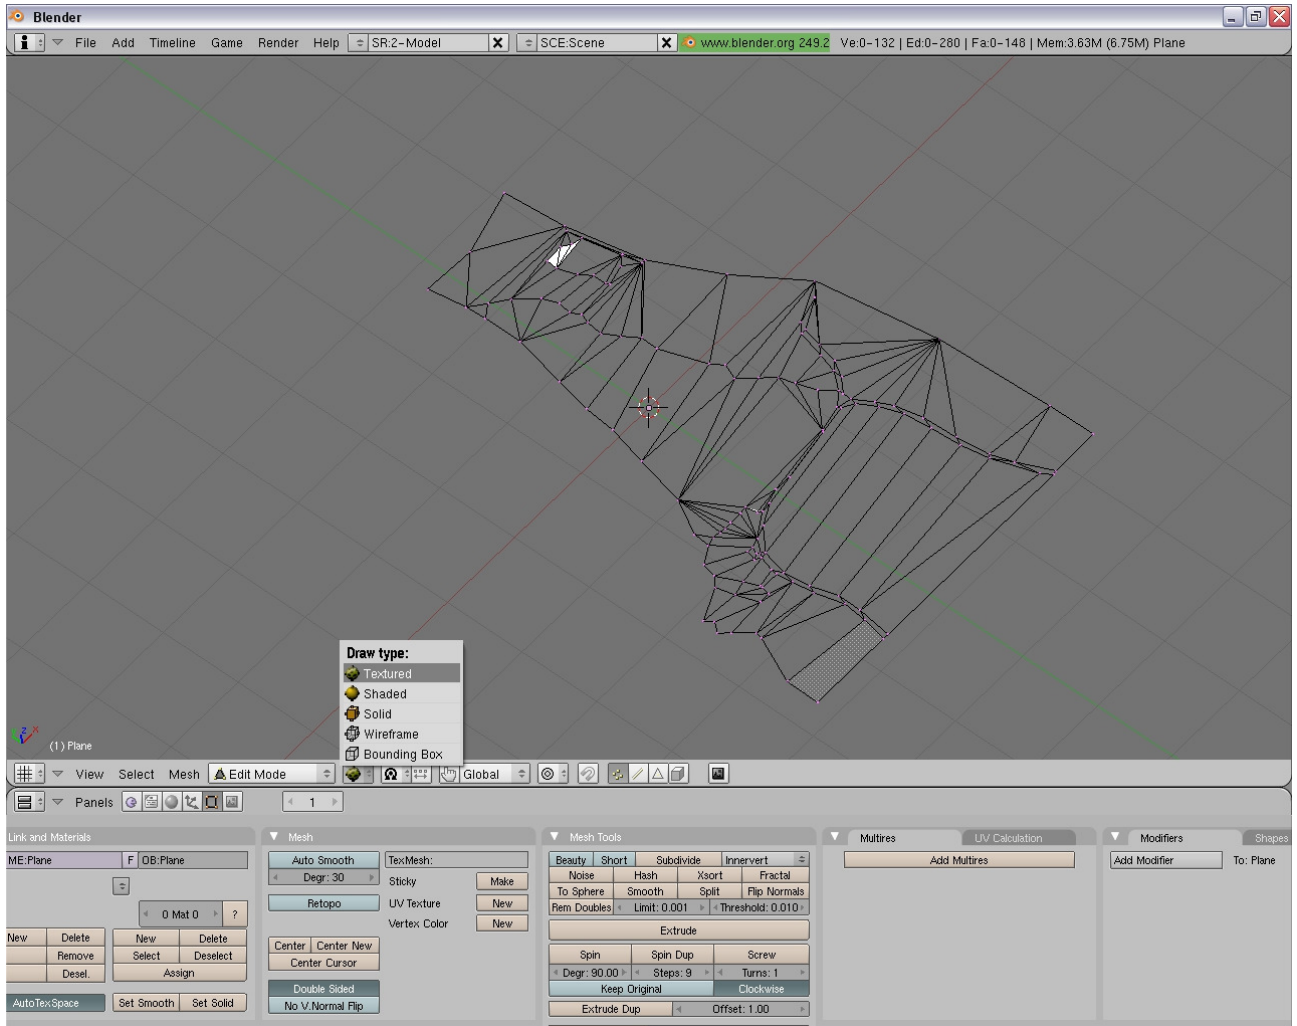 Blender
File Add Timeline Game Render Help SR:2-Model SCE:Scene www.blender.org 249.2 Ve:0-132 | Ed:0-280 | Fa:0-148 | Mem:3.63M (6.75M) Plane
Draw type:
Textured
Shaded
Solid
Wireframe
Bounding Box
z x
(1) Plane
View Select Mesh Edit Mode Global
Panels 1
Link and Materials Mesh Mesh Tools Multires UV Calculation Modifiers Shapes
ME:Plane F OB:Plane Auto Smooth TexMesh: Beauty Short Subdivide Innervert Add Multires Add Modifier To: Plane
Degr: 30 Sticky Make Noise Hash Xsort Fractal
To Sphere Smooth Split Flip Normals
Retopo UV Texture New Rem Doubles Limit: 0.001 Threshold: 0.010
0 Mat 0 ? Vertex Color New Extrude
New Delete New Delete Center Center New
Remove Select Deselect Center Cursor Spin Spin Dup Screw
Desel. Assign Degr: 90.00 Steps: 9 Turns: 1
Double Sided Keep Original Clockwise
AutoTexSpace Set Smooth Set Solid No V.Normal Flip Extrude Dup Offset: 1.00